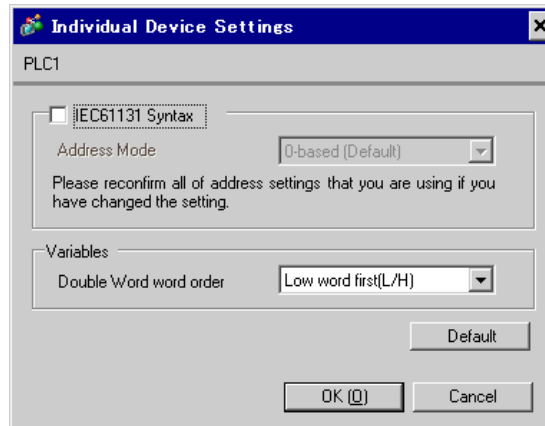 Individual Device Settings
PLC1
IEC61131 Syntax
Address Mode
0-based (Default)
Please reconfirm all of address settings that you are using if you
have changed the setting.
Variables
Double Word word order
Low word first(L/H)
Default
OK (O)
Cancel